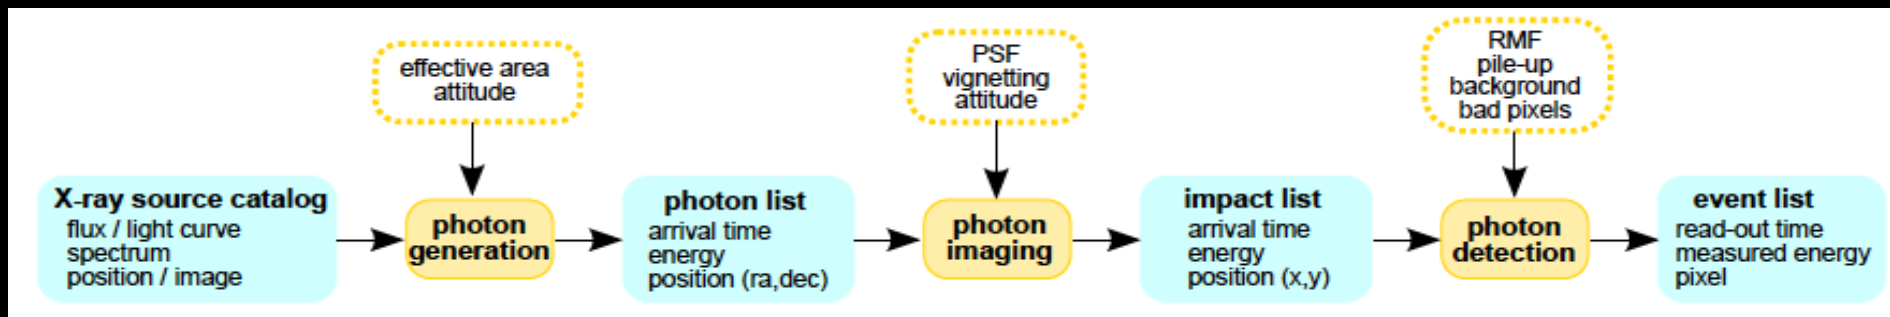 effective area
attitude
PSF
vignetting
attitude
RMF
pile-up
background
bad pixels
X-ray source catalog
flux / light curve
spectrum
position / image
photon
generation
photon list
arrival time
energy
position (ra,dec)
photon
imaging
impact list
arrival time
energy
position (x,y)
photon
detection
event list
read-out time
measured energy
pixel